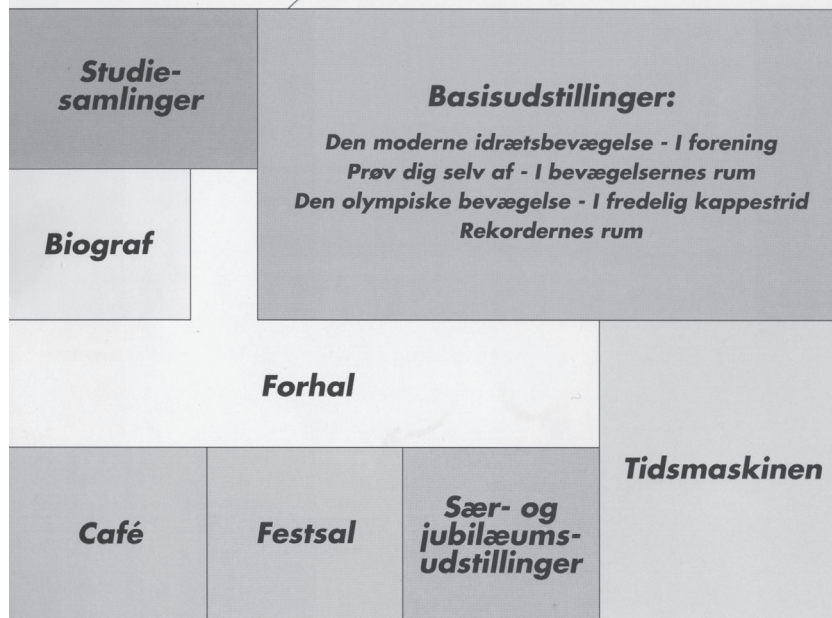 Studie-
samlinger
Basisudstillinger:
Den moderne idrætsbevægelse - I forening
Prøv dig selv af - I bevægelsernes rum
Den olympiske bevægelse - I fredelig kappestrid
Rekordernes rum
Biograf
Forhal
Tidsmaskinen
Café
Festsal
Sær- og
jubilæums-
udstillinger